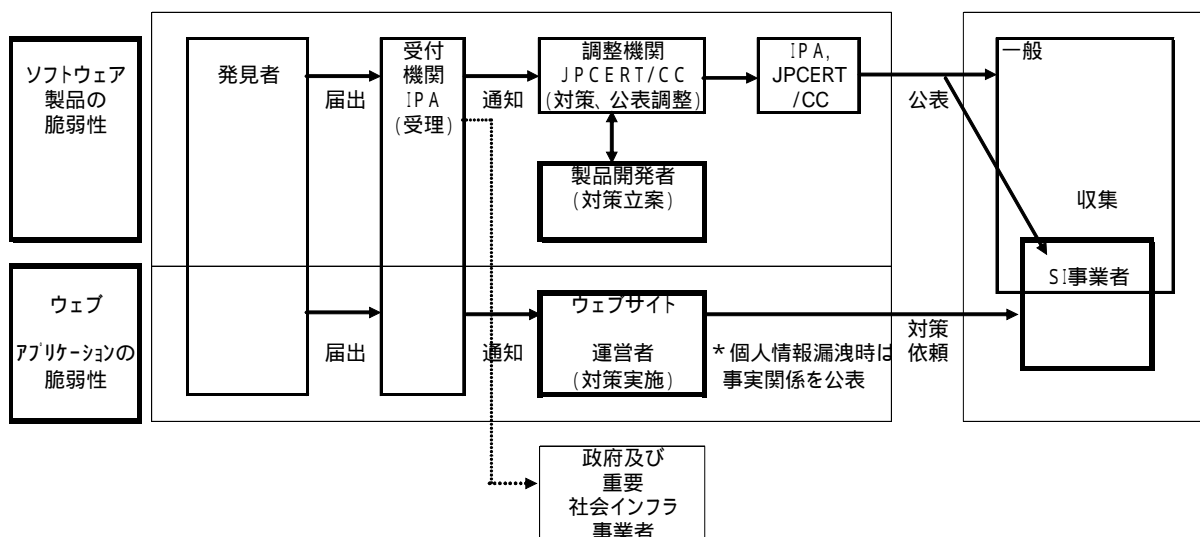 ソフトウェア
製品の
脆弱性
発見者
届出
受付
機関
IPA
(受理)
通知
調整機関
JPCERT/CC
(対策、公表調整)
製品開発者
(対策立案)
IPA,
JPCERT
/CC
公表
一般
収集
SI事業者
ウェブ
アプリケーションの
脆弱性
届出
通知
ウェブサイト
運営者
(対策実施)
*個人情報漏洩時は
事実関係を公表
対策
依頼
政府及び
重要
社会インフラ
事業者